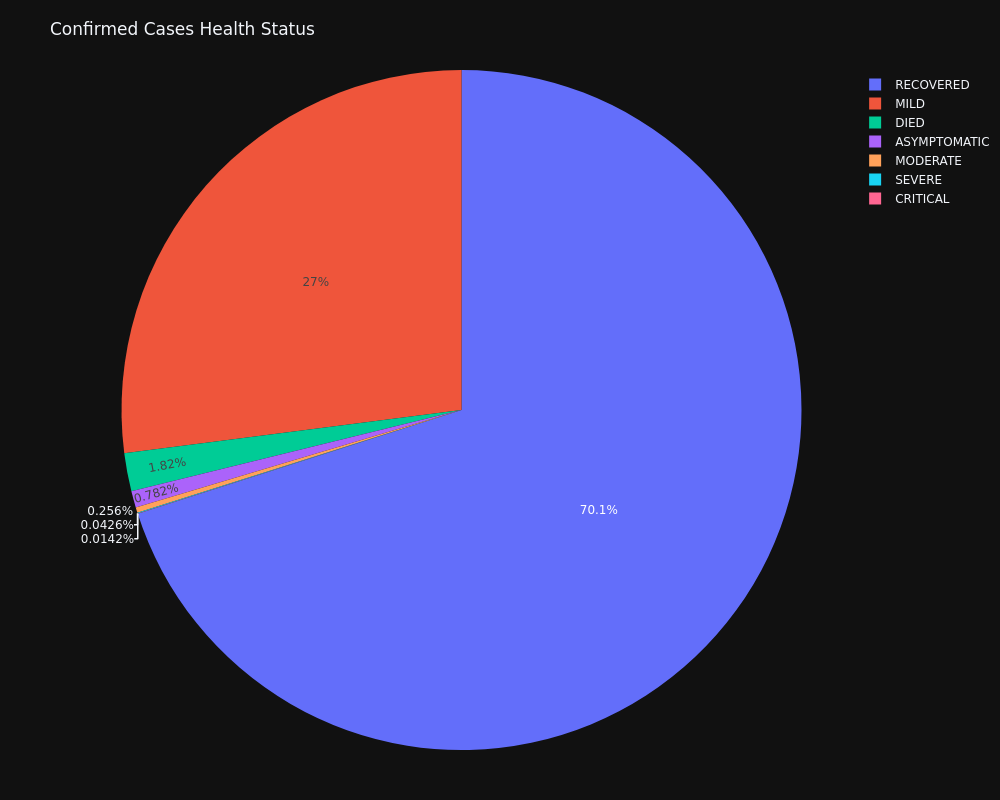 Confirmed Cases Health Status
RECOVERED
MILD
DIED
ASYMPTOMATIC
MODERATE
SEVERE
CRITICAL
27%
1.82%
0.782%
0.256%
0.0426%
0.0142%
70.1%